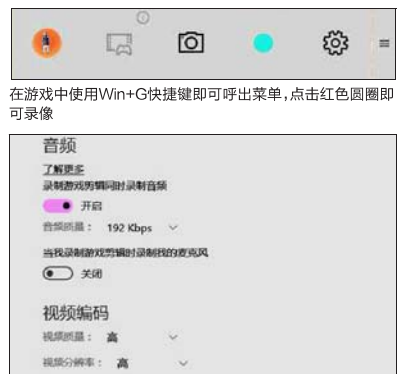 在游戏中使用Win+G快捷键即可呼出菜单,点击红色圆圈即
可录像
音频
了解更多
录制游戏剪辑同时录制音频
开启
音频质量： 192 Kbps
当我录制游戏剪辑时录制我的麦克风
关闭
视频编码
视频质量： 高
视频分辨率： 高